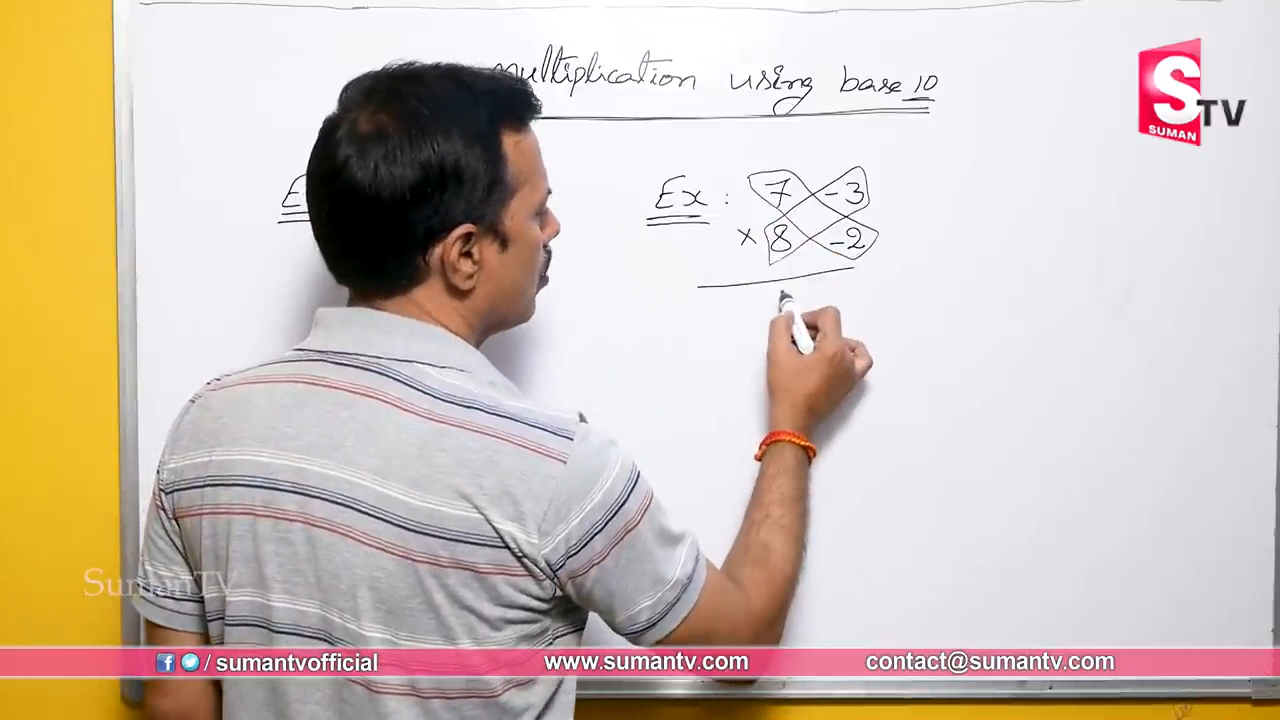 multiplication using base 10
S TV
SUMAN
Ex : 7 -3
× 8 -2
SumanTV
/ sumantvofficial
www.sumantv.com
contact@sumantv.com